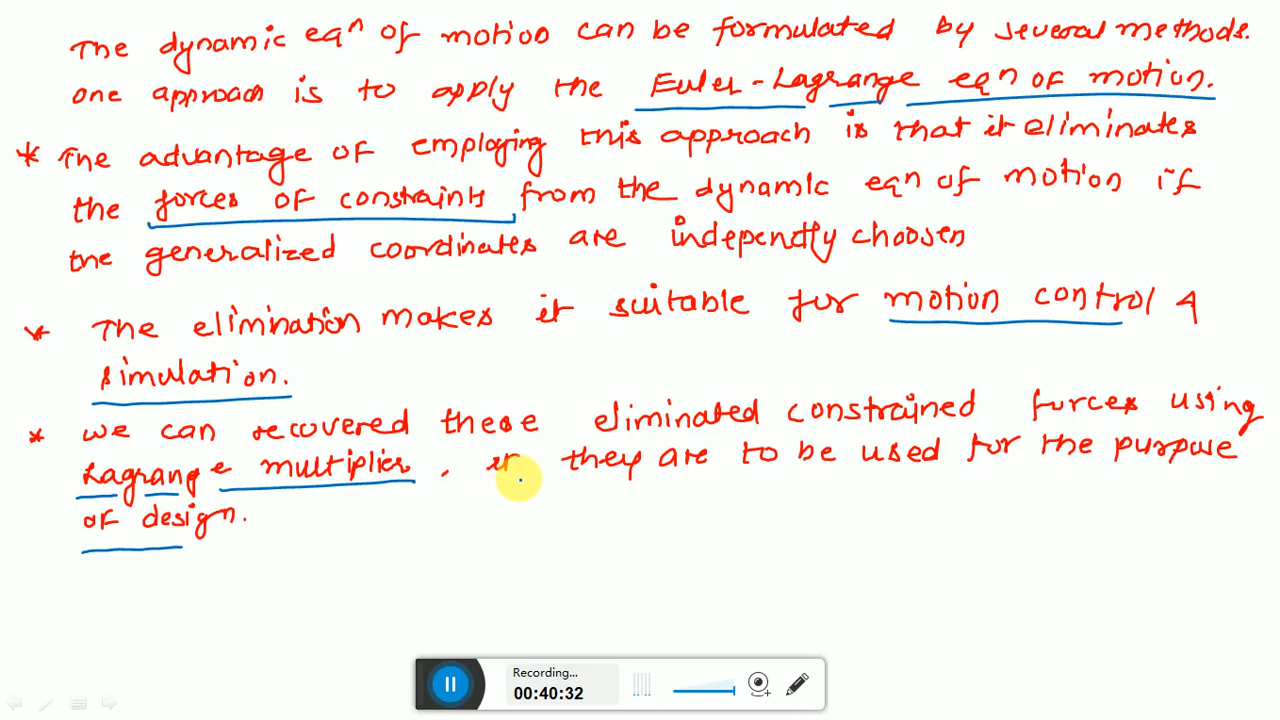 The dynamic eqn of motion can be formulated by several methods.
one approach is to apply the Euler-Lagrange eqn of motion.
* The advantage of employing this approach is that it eliminates
the forces of constraints from the dynamic eqn of motion if
the generalized coordinates are independly choosen
* The elimination makes it suitable for motion control &
simulation.
* we can recovered these eliminated constrained forces using
Lagrange multiplier, if they are to be used for the purpose
of design.
Recording...
00:40:32